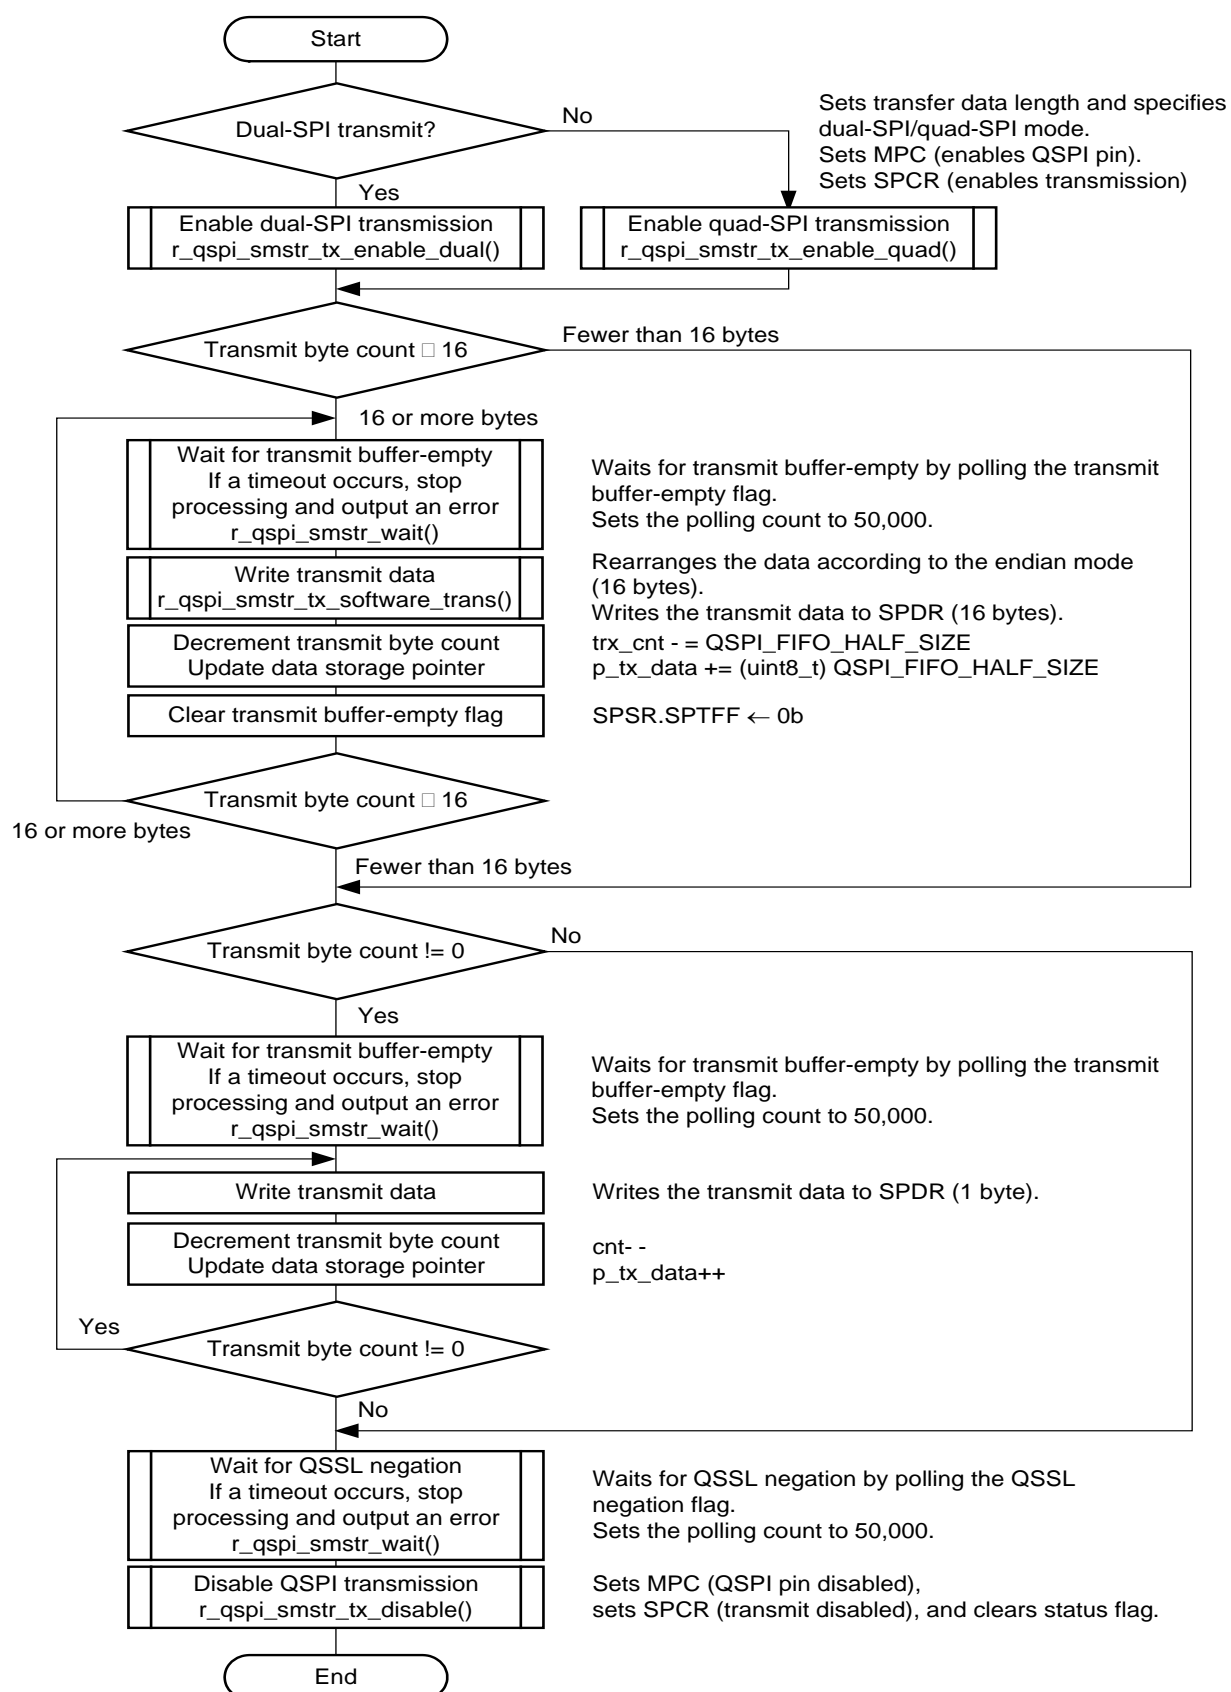 Start
Dual-SPI transmit?
No
Sets transfer data length and specifies
dual-SPI/quad-SPI mode.
Sets MPC (enables QSPI pin).
Sets SPCR (enables transmission)
Yes
Enable dual-SPI transmission
r_qspi_smstr_tx_enable_dual()
Enable quad-SPI transmission
r_qspi_smstr_tx_enable_quad()
Transmit byte count □ 16
Fewer than 16 bytes
16 or more bytes
Wait for transmit buffer-empty
If a timeout occurs, stop
processing and output an error
r_qspi_smstr_wait()
Waits for transmit buffer-empty by polling the transmit
buffer-empty flag.
Sets the polling count to 50,000.
Write transmit data
r_qspi_smstr_tx_software_trans()
Rearranges the data according to the endian mode
(16 bytes).
Writes the transmit data to SPDR (16 bytes).
Decrement transmit byte count
Update data storage pointer
trx_cnt - = QSPI_FIFO_HALF_SIZE
p_tx_data += (uint8_t) QSPI_FIFO_HALF_SIZE
Clear transmit buffer-empty flag
SPSR.SPTFF ← 0b
Transmit byte count □ 16
16 or more bytes
Fewer than 16 bytes
Transmit byte count != 0
No
Yes
Wait for transmit buffer-empty
If a timeout occurs, stop
processing and output an error
r_qspi_smstr_wait()
Waits for transmit buffer-empty by polling the transmit
buffer-empty flag.
Sets the polling count to 50,000.
Write transmit data
Writes the transmit data to SPDR (1 byte).
Decrement transmit byte count
Update data storage pointer
cnt- -
p_tx_data++
Yes
Transmit byte count != 0
No
Wait for QSSL negation
If a timeout occurs, stop
processing and output an error
r_qspi_smstr_wait()
Waits for QSSL negation by polling the QSSL
negation flag.
Sets the polling count to 50,000.
Disable QSPI transmission
r_qspi_smstr_tx_disable()
Sets MPC (QSPI pin disabled),
sets SPCR (transmit disabled), and clears status flag.
End